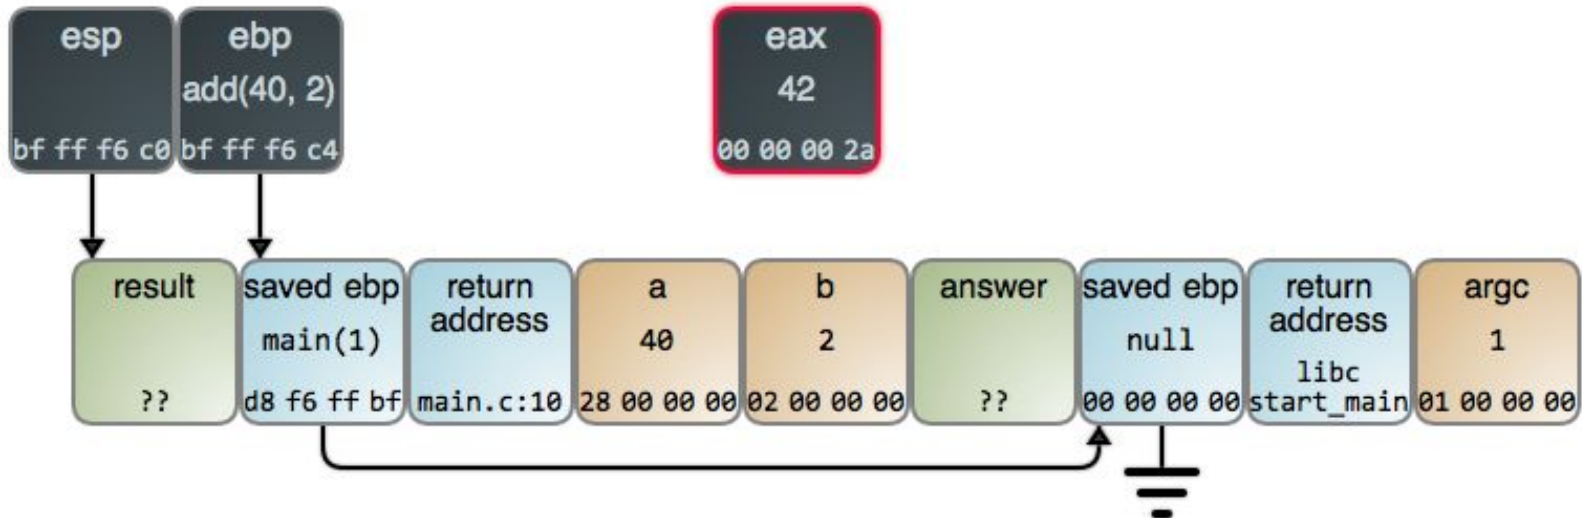 esp
bf ff f6 c0
ebp
add(40, 2)
bf ff f6 c4
eax
42
00 00 00 2a
result
??
saved ebp
main(1)
d8 f6 ff bf
return
address
main.c:10
a
40
28 00 00 00
b
2
02 00 00 00
answer
??
saved ebp
null
00 00 00 00
return
address
libc
start_main
argc
1
01 00 00 00